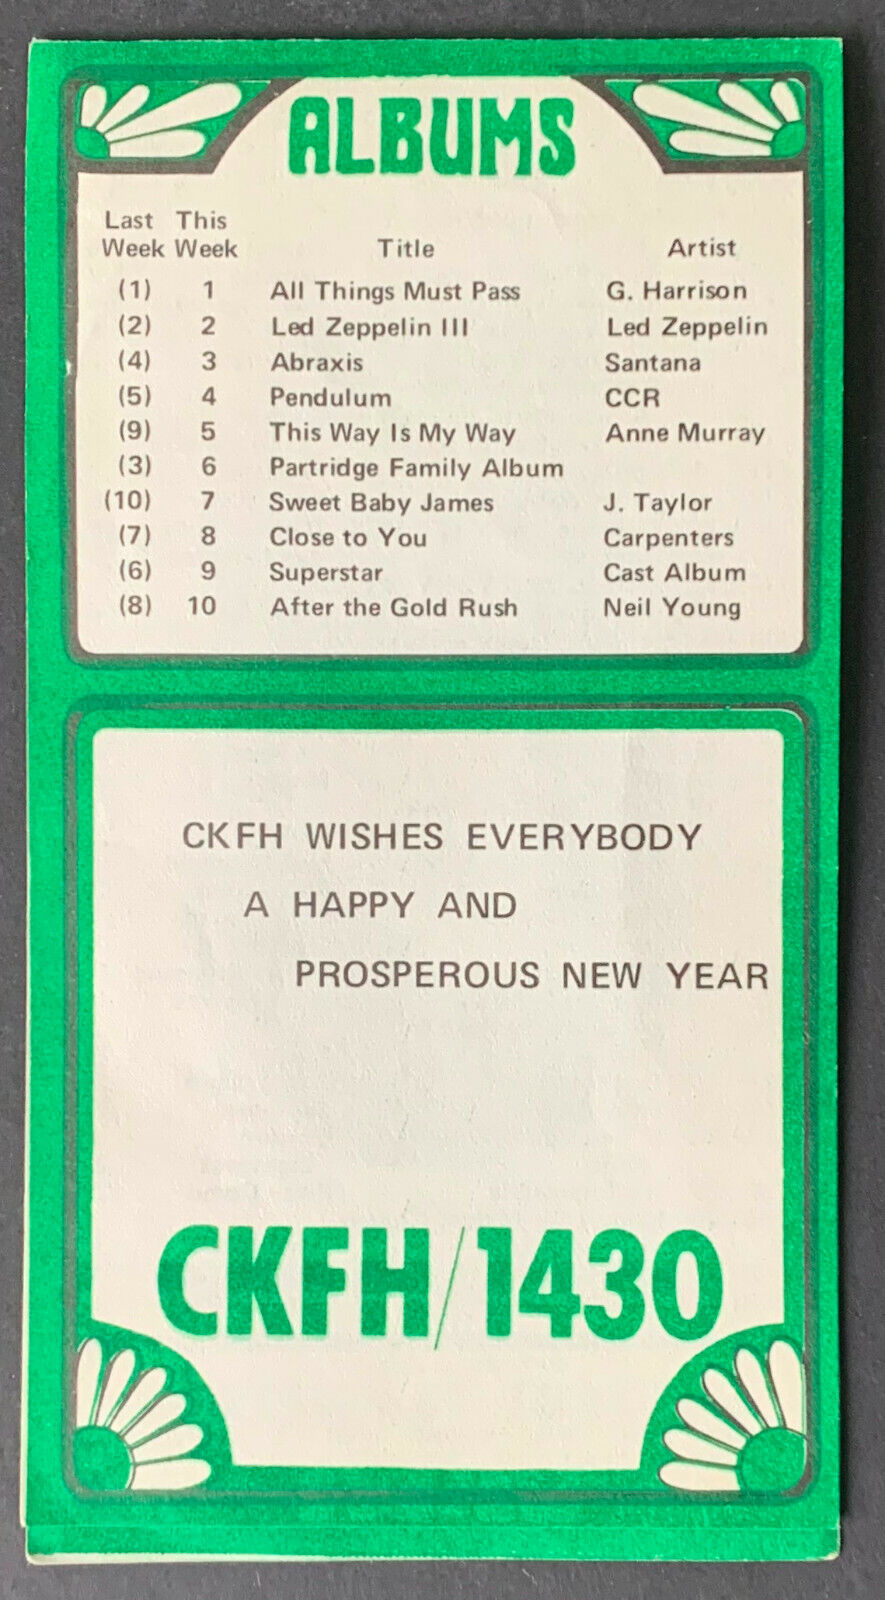 ALBUMS
Last This
Week Week Title Artist
(1) 1 All Things Must Pass G. Harrison
(2) 2 Led Zeppelin III Led Zeppelin
(4) 3 Abraxis Santana
(5) 4 Pendulum CCR
(9) 5 This Way Is My Way Anne Murray
(3) 6 Partridge Family Album
(10) 7 Sweet Baby James J. Taylor
(7) 8 Close to You Carpenters
(6) 9 Superstar Cast Album
(8) 10 After the Gold Rush Neil Young
CKFH WISHES EVERYBODY
A HAPPY AND
PROSPEROUS NEW YEAR
CKFH/1430